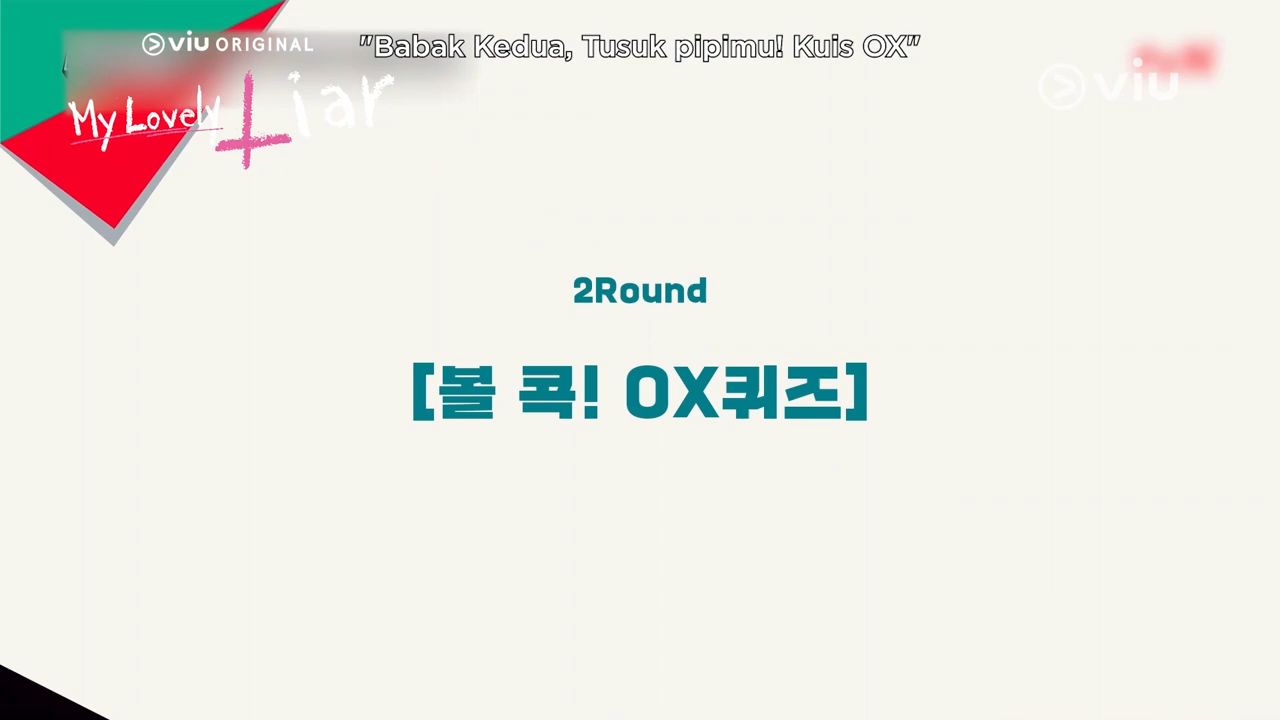 viu ORIGINAL
"Babak Kedua, Tusuk pipimu! Kuis OX"
viu
My Lovely Liar
2Round
[볼 콕! OX퀴즈]